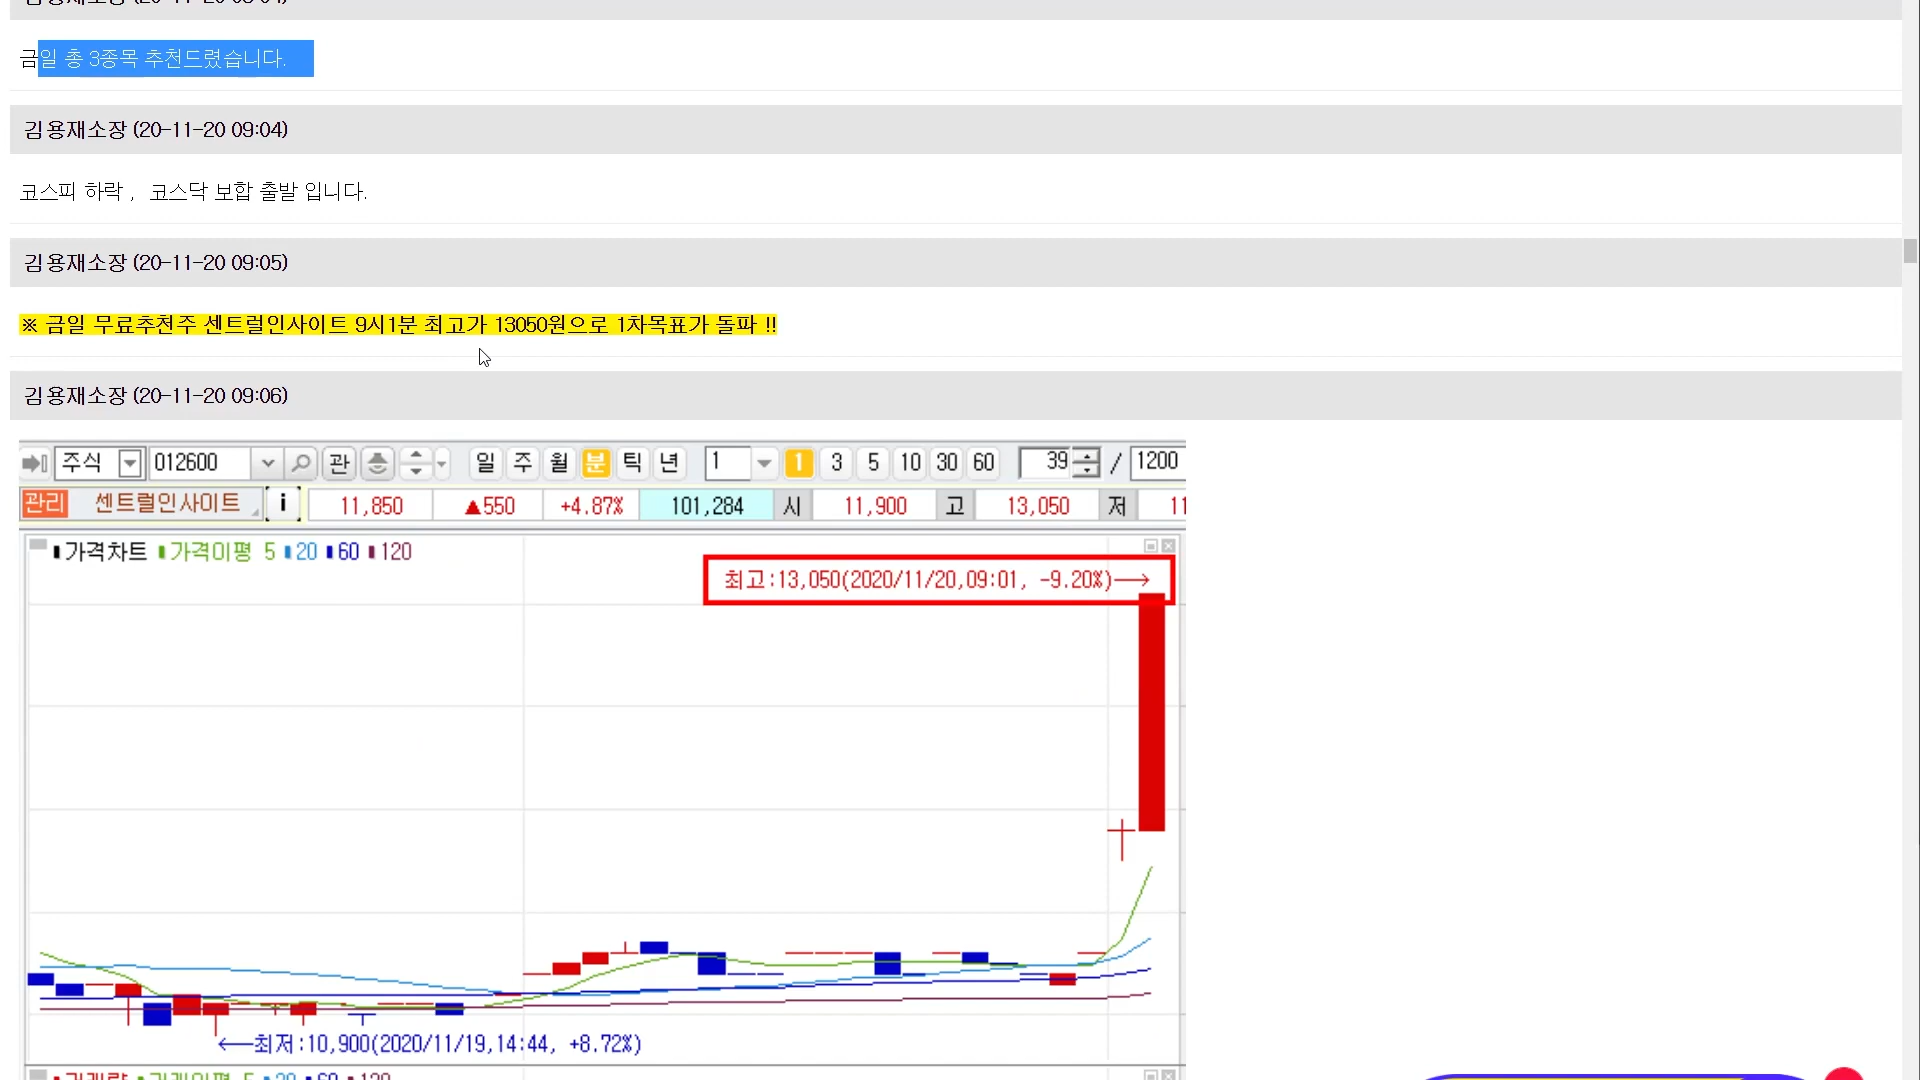 금일 총 3종목 추천드렸습니다.
김용재소장 (20-11-20 09:04)
코스피 하락 , 코스닥 보합 출발 입니다.
김용재소장 (20-11-20 09:05)
※ 금일 무료추천주 센트럴인사이트 9시1분 최고가 13050원으로 1차목표가 돌파 !!
김용재소장 (20-11-20 09:06)
주식 012600 관 일 주 월 분 틱 년 1 1 3 5 10 30 60 39 / 1200
관리 센트럴인사이트 i 11,850 ▲550 +4.87% 101,284 시 11,900 고 13,050 저 11
가격차트 가격이평 5 20 60 120
최고:13,050(2020/11/20,09:01, -9.20%)→
←최저:10,900(2020/11/19,14:44, +8.72%)